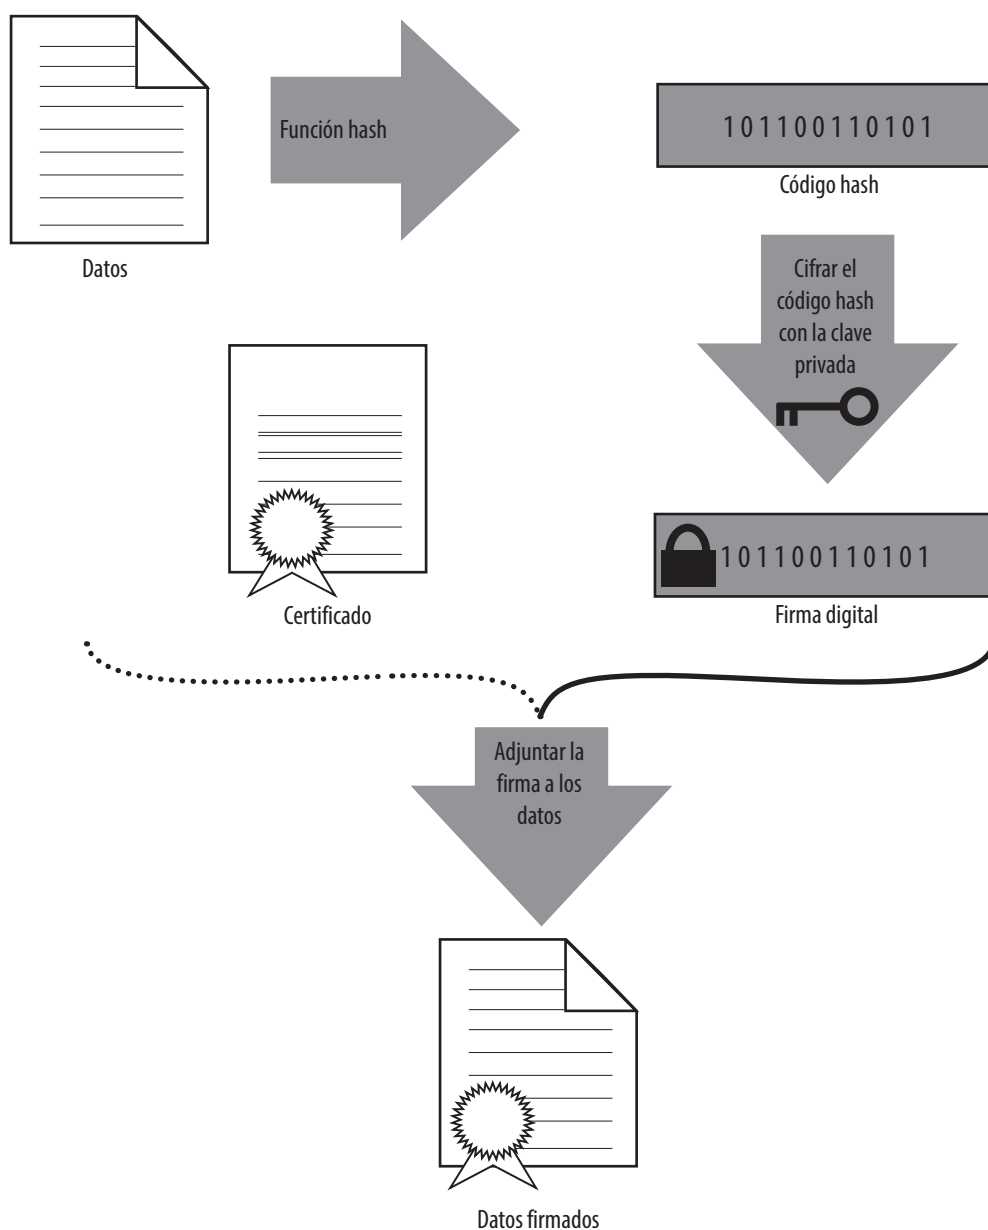 Función hash
101100110101
Código hash
Datos
Cifrar el
código hash
con la clave
privada
Certificado
101100110101
Firma digital
Adjuntar la
firma a los
datos
Datos firmados